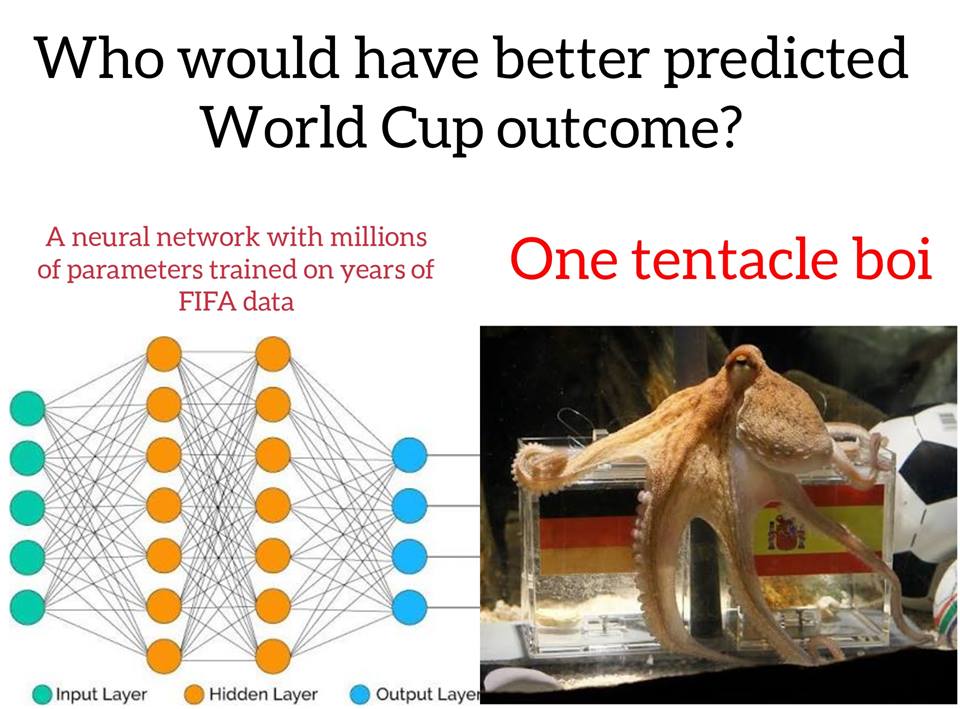 Who would have better predicted
World Cup outcome?
A neural network with millions
of parameters trained on years of
FIFA data
One tentacle boi
Input Layer
Hidden Layer
Output Layer